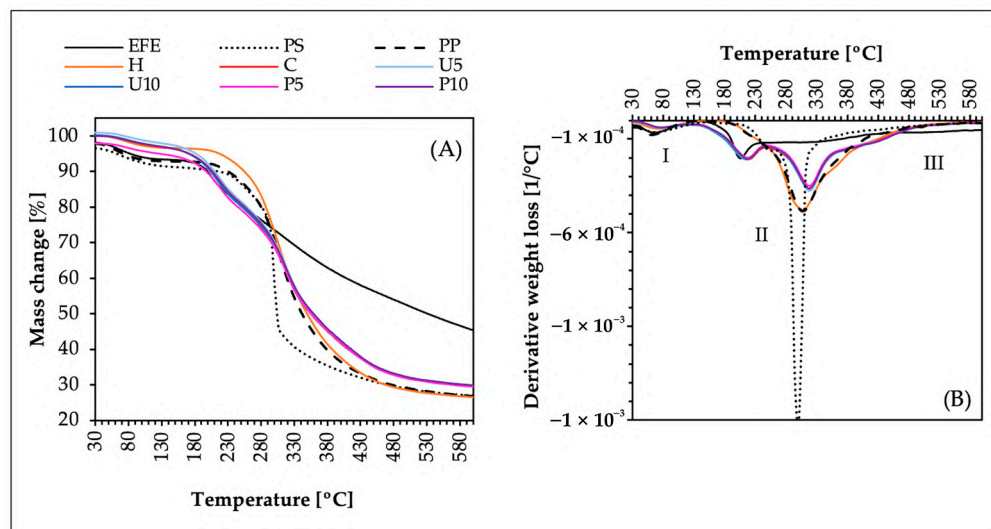 EFE PS PP
H C U5
U10 P5 P10
Mass change [%]
100
90
80
70
60
50
40
30
20
(A)
30 80 130 180 230 280 330 380 430 480 530 580
Temperature [°C]
Temperature [°C]
30 80 130 180 230 280 330 380 430 480 530 580
Derivative weight loss [1/°C]
−1 × 10⁻⁴
−6 × 10⁻⁴
−1 × 10⁻³
−1 × 10⁻³
I
II
III
(B)